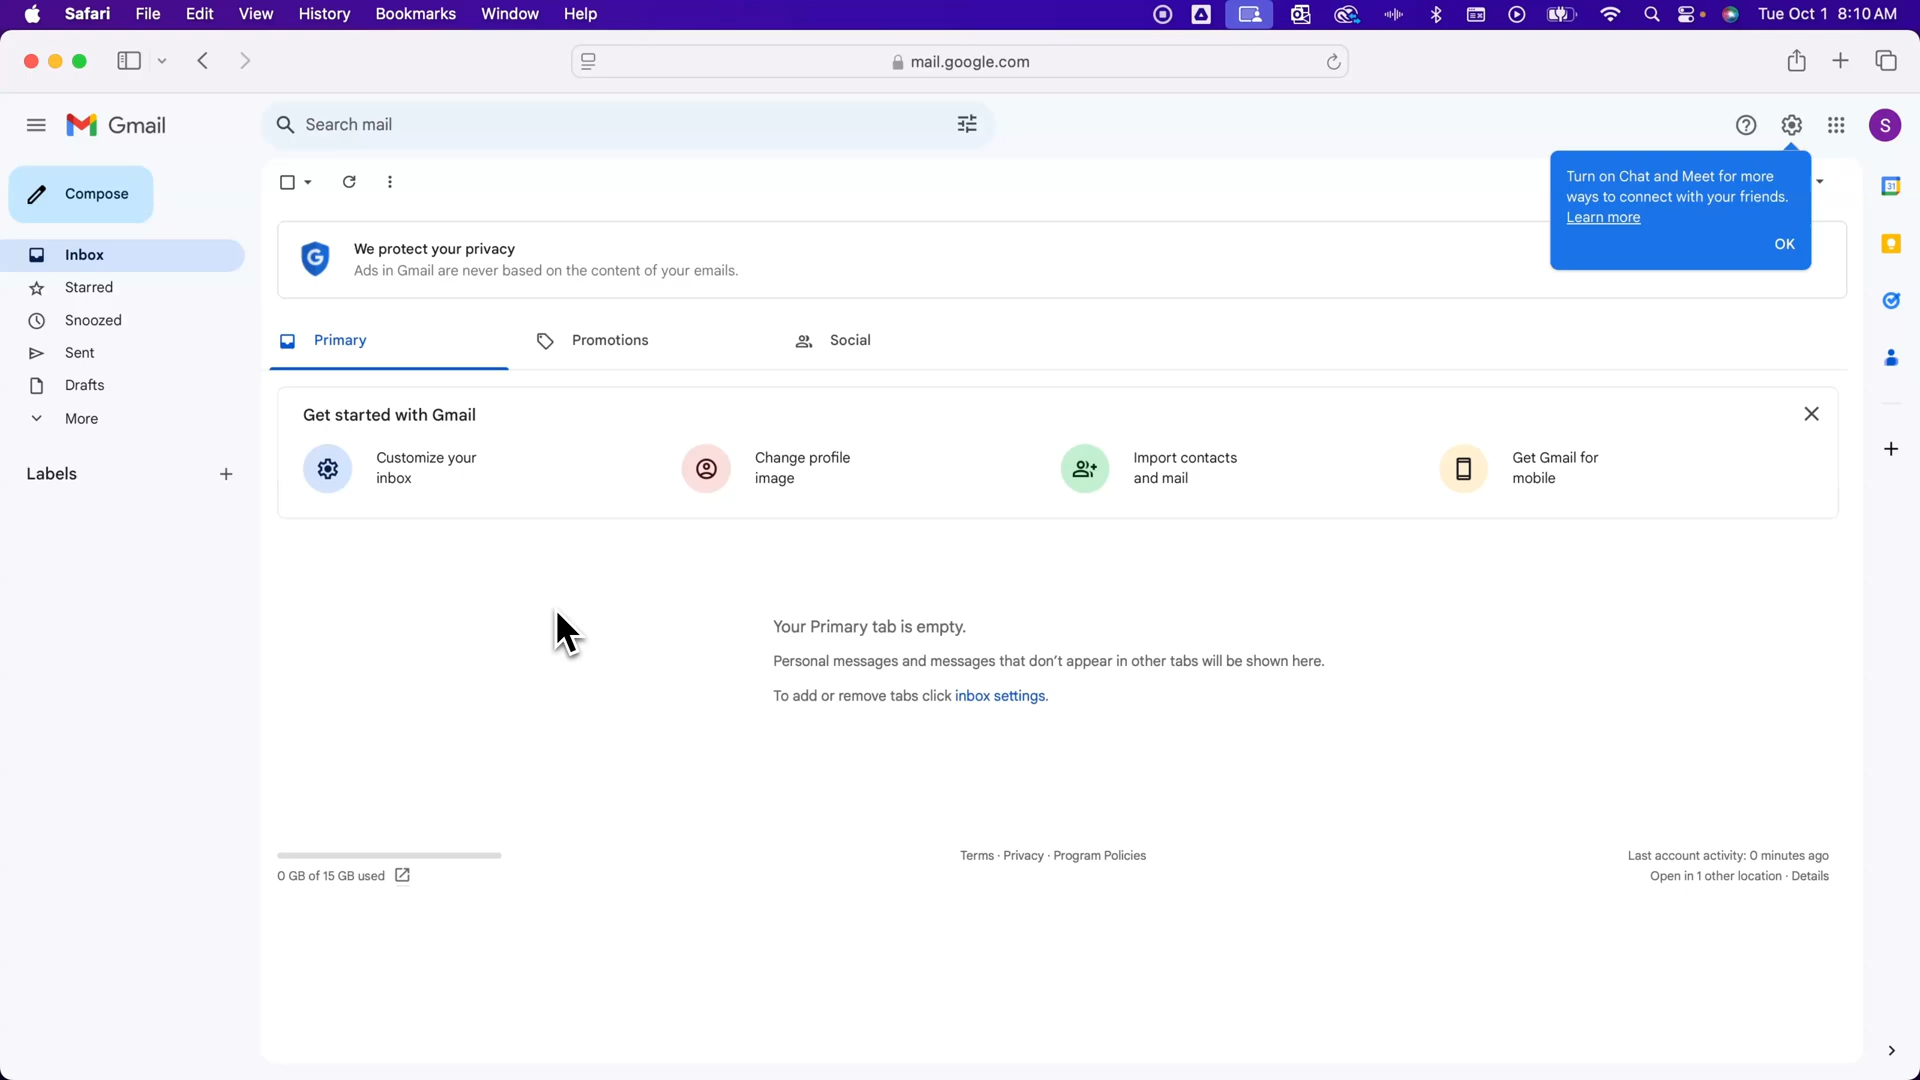 Safari File Edit View History Bookmarks Window Help Tue Oct 1 8:10 AM
mail.google.com
Gmail
Search mail
S
Compose
Inbox
Starred
Snoozed
Sent
Drafts
More
Labels
Turn on Chat and Meet for more
ways to connect with your friends.
Learn more
OK
31
G
We protect your privacy
Ads in Gmail are never based on the content of your emails.
Primary
Promotions
Social
Get started with Gmail
Customize your
inbox
Change profile
image
Import contacts
and mail
Get Gmail for
mobile
Your Primary tab is empty.
Personal messages and messages that don’t appear in other tabs will be shown here.
To add or remove tabs click inbox settings.
0 GB of 15 GB used
Terms · Privacy · Program Policies
Last account activity: 0 minutes ago
Open in 1 other location · Details